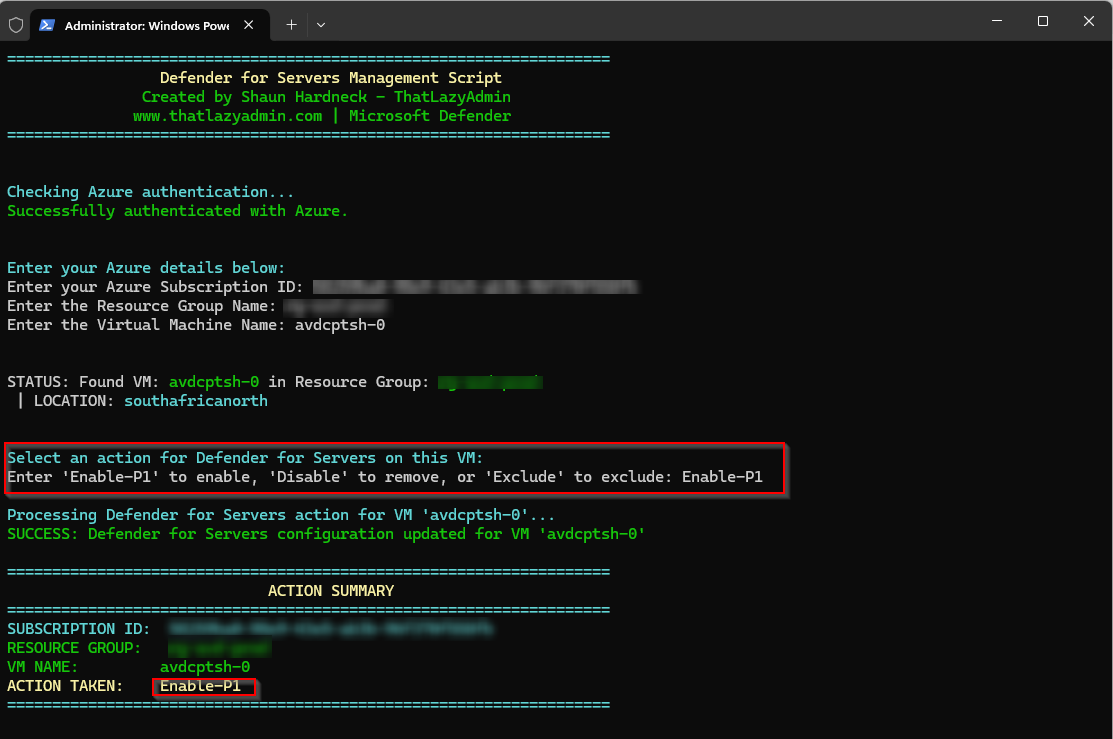 Administrator: Windows Powe
============================================================
Defender for Servers Management Script
Created by Shaun Hardneck - ThatLazyAdmin
www.thatlazyadmin.com | Microsoft Defender
============================================================
Checking Azure authentication...
Successfully authenticated with Azure.
Enter your Azure details below:
Enter your Azure Subscription ID:
Enter the Resource Group Name:
Enter the Virtual Machine Name: avdcptsh-0
STATUS: Found VM: avdcptsh-0 in Resource Group:
| LOCATION: southafricanorth
Select an action for Defender for Servers on this VM:
Enter 'Enable-P1' to enable, 'Disable' to remove, or 'Exclude' to exclude: Enable-P1
Processing Defender for Servers action for VM 'avdcptsh-0'...
SUCCESS: Defender for Servers configuration updated for VM 'avdcptsh-0'
============================================================
ACTION SUMMARY
============================================================
SUBSCRIPTION ID:
RESOURCE GROUP:
VM NAME: avdcptsh-0
ACTION TAKEN: Enable-P1
============================================================